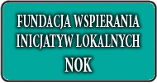 FUNDACJA WSPIERANIA
INICJATYW LOKALNYCH
NOK